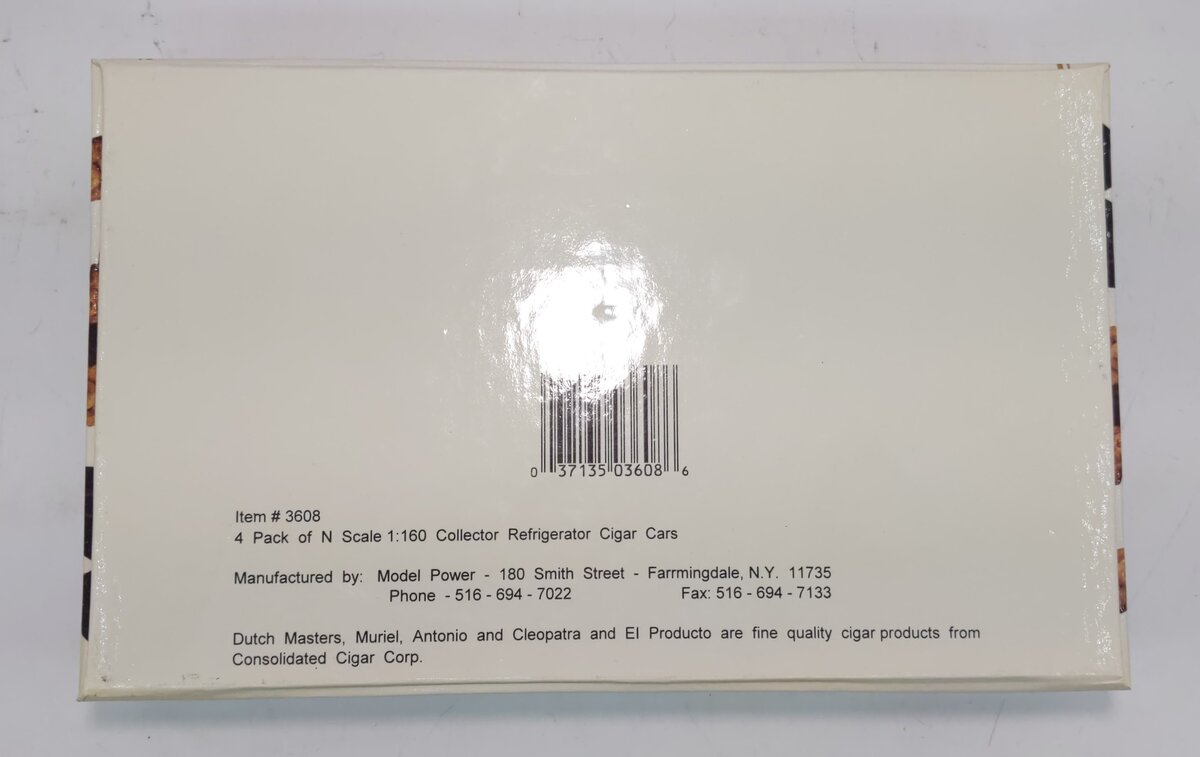 0 37135 03608 6
Item # 3608
4 Pack of N Scale 1:160 Collector Refrigerator Cigar Cars
Manufactured by: Model Power - 180 Smith Street - Farrmingdale, N.Y. 11735
Phone - 516 - 694 - 7022 Fax: 516 - 694 - 7133
Dutch Masters, Muriel, Antonio and Cleopatra and El Producto are fine quality cigar products from
Consolidated Cigar Corp.